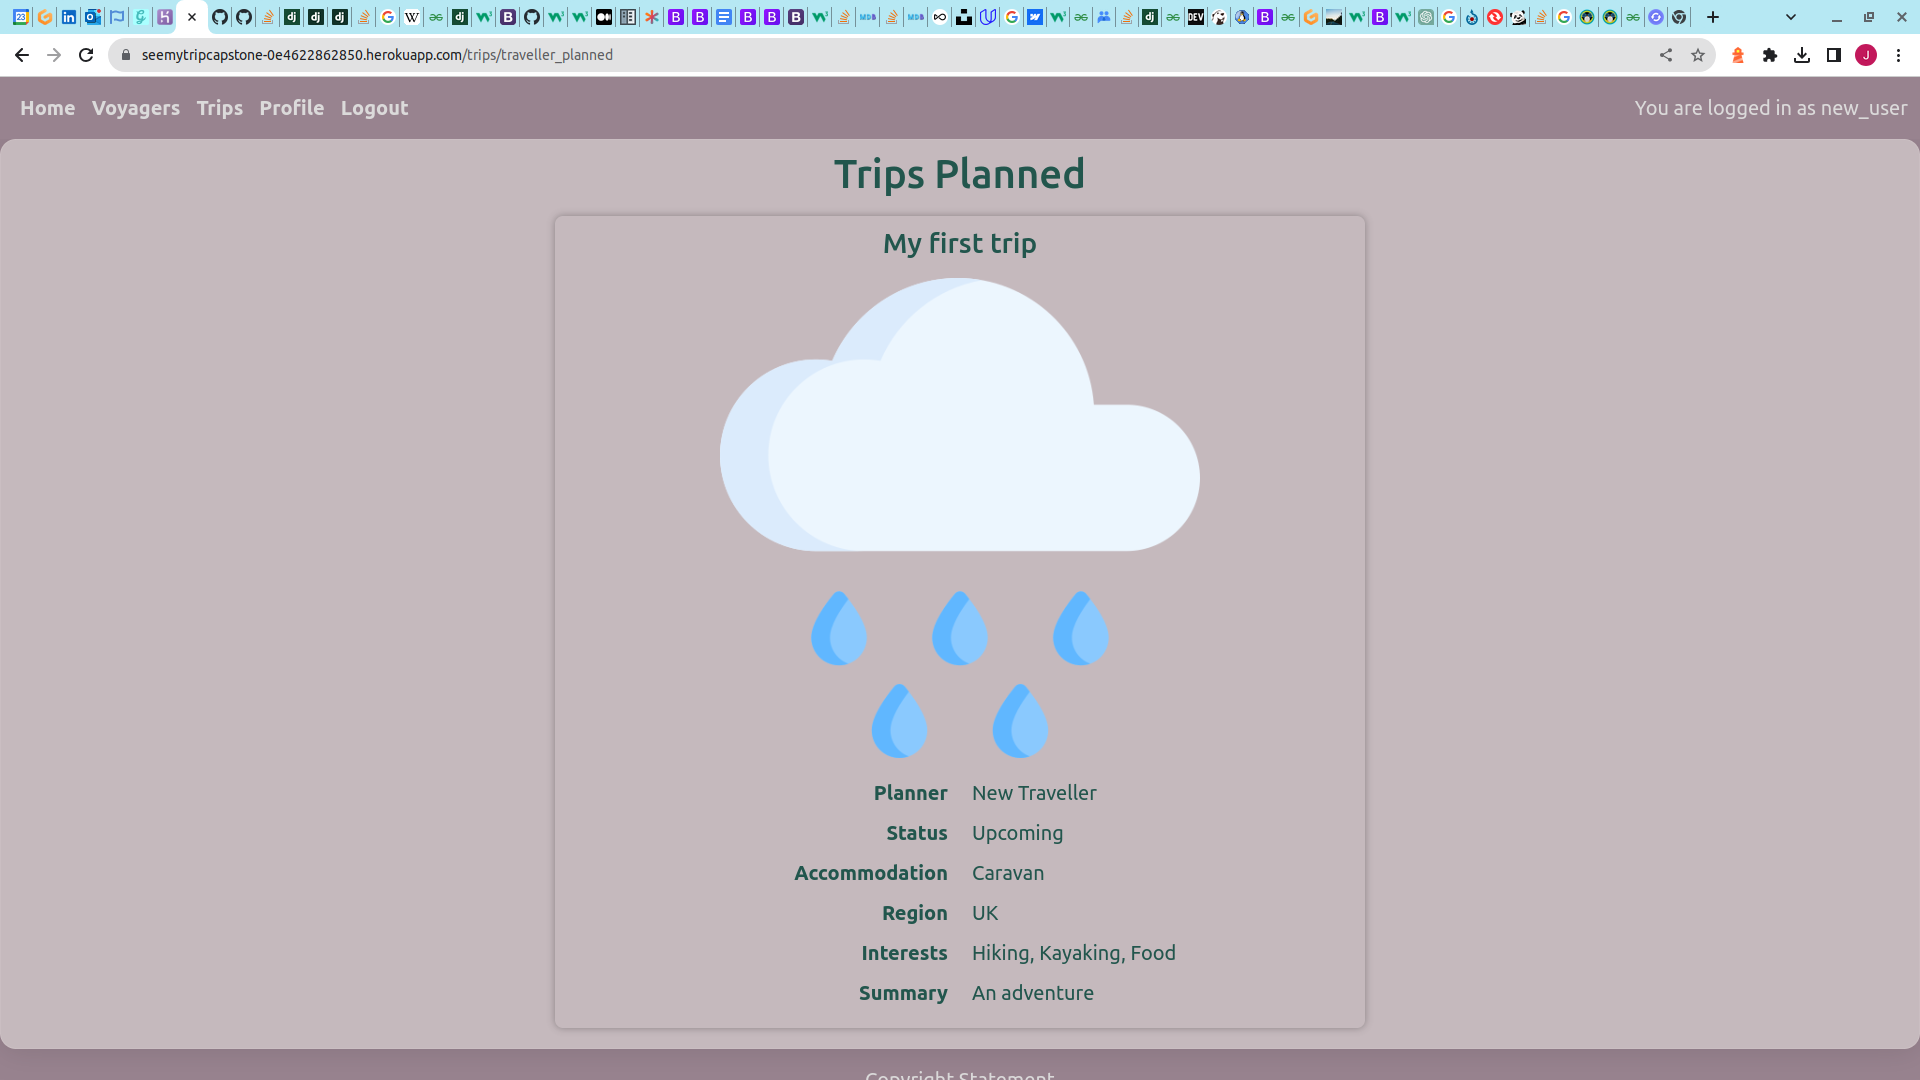 seemytripcapstone-0e4622862850.herokuapp.com/trips/traveller_planned
J
Home Voyagers Trips Profile Logout You are logged in as new_user
Trips Planned
My first trip
Planner New Traveller
Status Upcoming
Accommodation Caravan
Region UK
Interests Hiking, Kayaking, Food
Summary An adventure
Copyright Statement